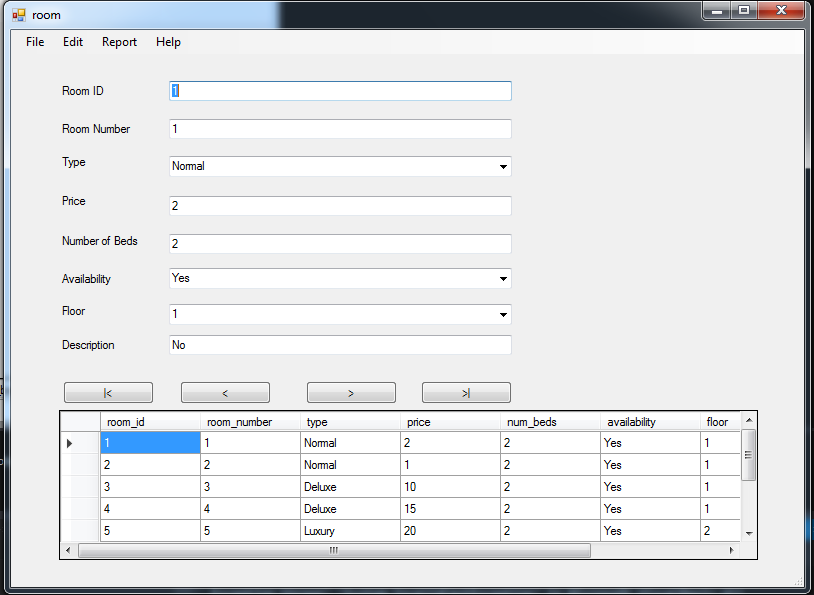 room
File Edit Report Help
Room ID 1
Room Number 1
Type Normal
Price 2
Number of Beds 2
Availability Yes
Floor 1
Description No
|< < > >|
room_id room_number type price num_beds availability floor
1 1 Normal 2 2 Yes 1
2 2 Normal 1 2 Yes 1
3 3 Deluxe 10 2 Yes 1
4 4 Deluxe 15 2 Yes 1
5 5 Luxury 20 2 Yes 2